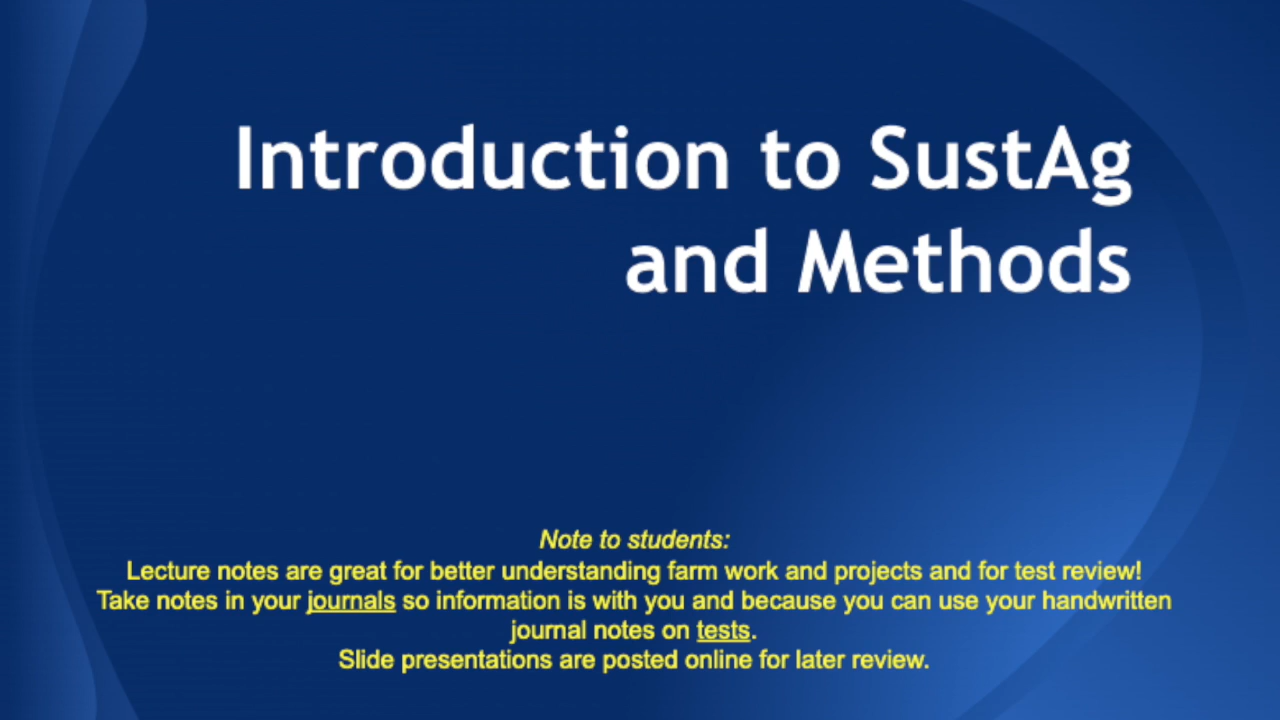 Introduction to SustAg
and Methods
Note to students:
Lecture notes are great for better understanding farm work and projects and for test review!
Take notes in your journals so information is with you and because you can use your handwritten
journal notes on tests.
Slide presentations are posted online for later review.